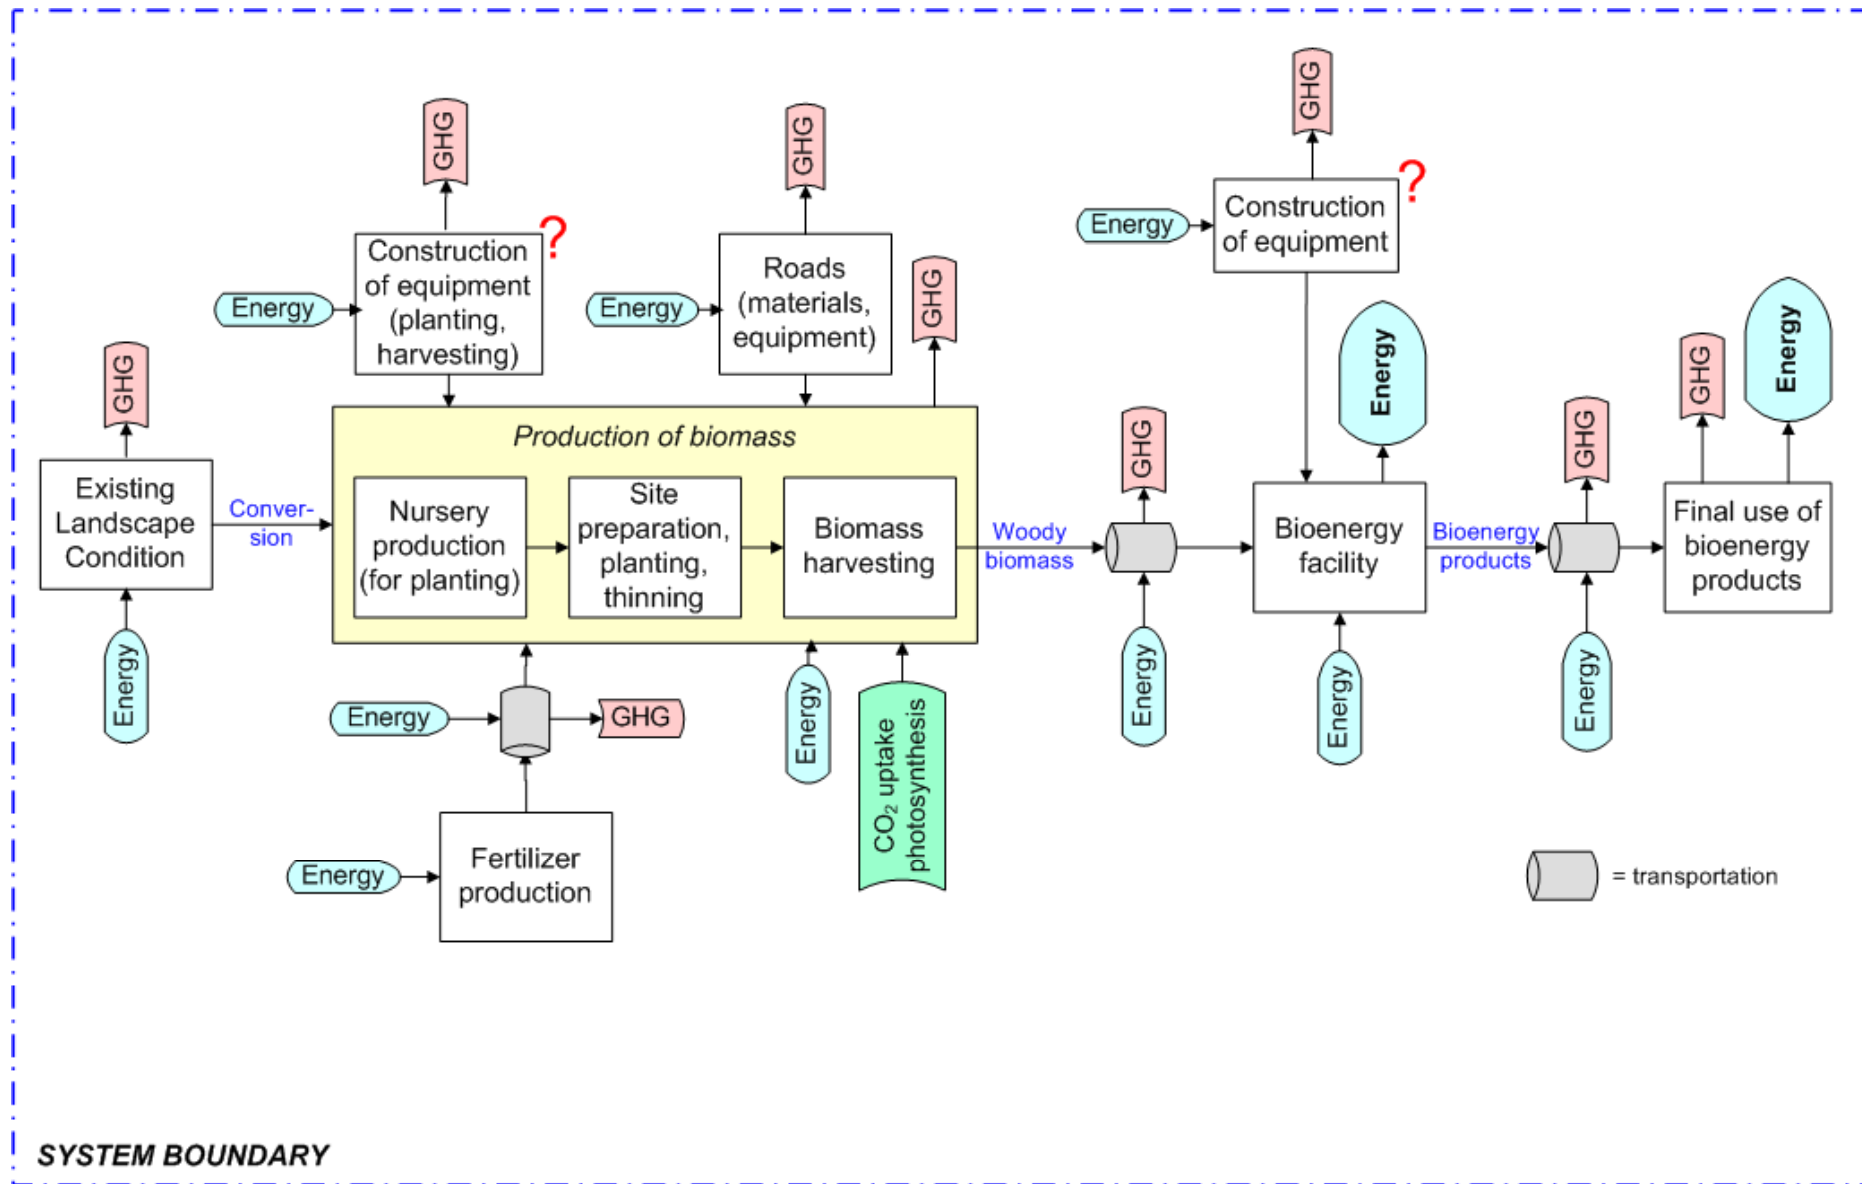 GHG
GHG
GHG
GHG
?
Construction
of equipment
(planting,
harvesting)
Energy
Roads
(materials,
equipment)
Energy
GHG
Construction
of equipment
?
Energy
Energy
GHG
Energy
Existing
Landscape
Condition
Energy
Conver-
sion
Production of biomass
Nursery
production
(for planting)
Site
preparation,
planting,
thinning
Biomass
harvesting
Woody
biomass
GHG
Energy
Bioenergy
facility
Energy
Bioenergy
products
GHG
Energy
Final use of
bioenergy
products
Energy
GHG
Energy
CO₂ uptake
photosynthesis
Energy
Fertilizer
production
= transportation
SYSTEM BOUNDARY